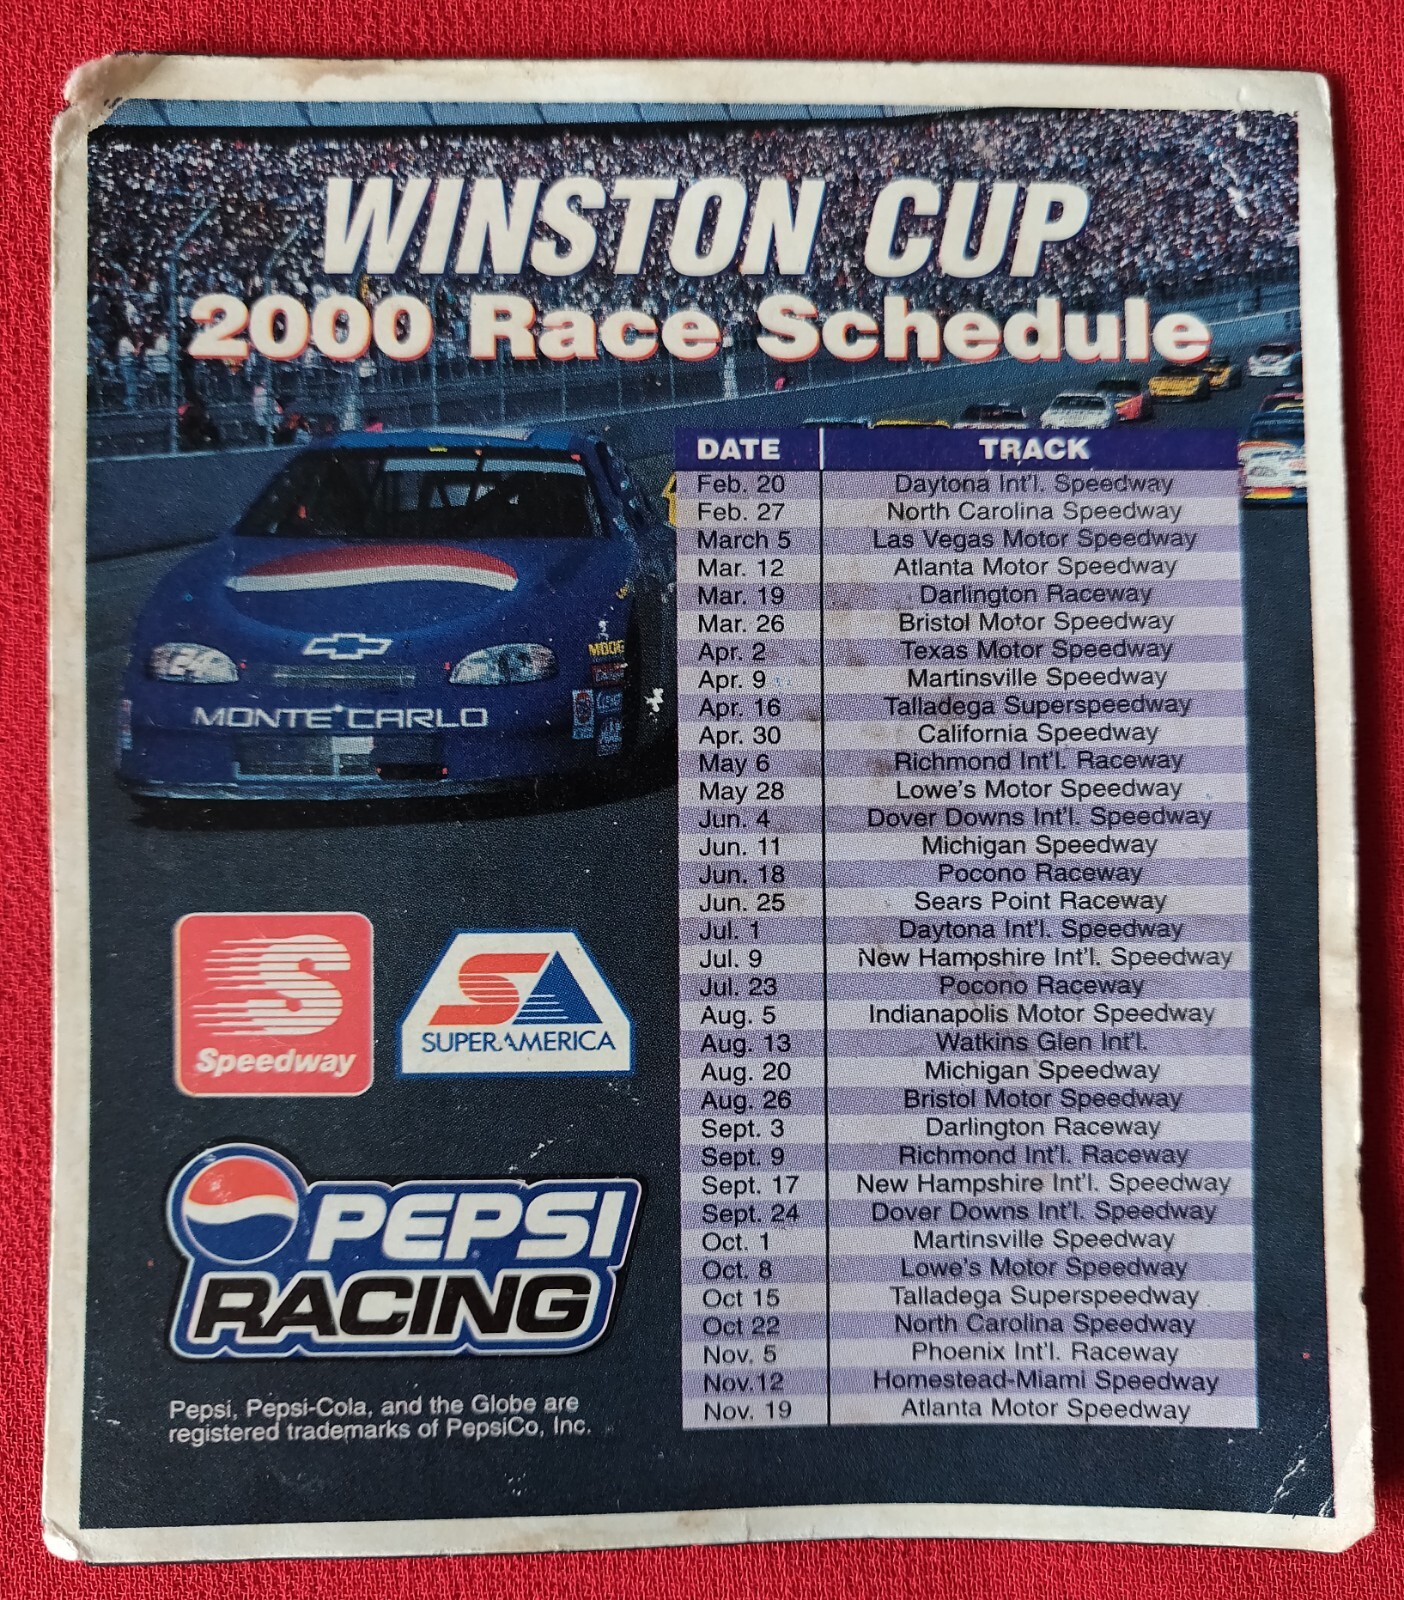 WINSTON CUP
2000 Race Schedule
DATE TRACK
Feb. 20 Daytona Int'l. Speedway
Feb. 27 North Carolina Speedway
March 5 Las Vegas Motor Speedway
Mar. 12 Atlanta Motor Speedway
Mar. 19 Darlington Raceway
Mar. 26 Bristol Motor Speedway
Apr. 2 Texas Motor Speedway
Apr. 9 Martinsville Speedway
Apr. 16 Talladega Superspeedway
Apr. 30 California Speedway
May 6 Richmond Int'l. Raceway
May 28 Lowe's Motor Speedway
Jun. 4 Dover Downs Int'l. Speedway
Jun. 11 Michigan Speedway
Jun. 18 Pocono Raceway
Jun. 25 Sears Point Raceway
Jul. 1 Daytona Int'l. Speedway
Jul. 9 New Hampshire Int'l. Speedway
Jul. 23 Pocono Raceway
Aug. 5 Indianapolis Motor Speedway
Aug. 13 Watkins Glen Int'l.
Aug. 20 Michigan Speedway
Aug. 26 Bristol Motor Speedway
Sept. 3 Darlington Raceway
Sept. 9 Richmond Int'l. Raceway
Sept. 17 New Hampshire Int'l. Speedway
Sept. 24 Dover Downs Int'l. Speedway
Oct. 1 Martinsville Speedway
Oct. 8 Lowe's Motor Speedway
Oct 15 Talladega Superspeedway
Oct 22 North Carolina Speedway
Nov. 5 Phoenix Int'l. Raceway
Nov.12 Homestead-Miami Speedway
Nov. 19 Atlanta Motor Speedway
24
MOOG
MONTE CARLO
S
Speedway
SA
SUPERAMERICA
PEPSI
RACING
Pepsi, Pepsi-Cola, and the Globe are
registered trademarks of PepsiCo, Inc.